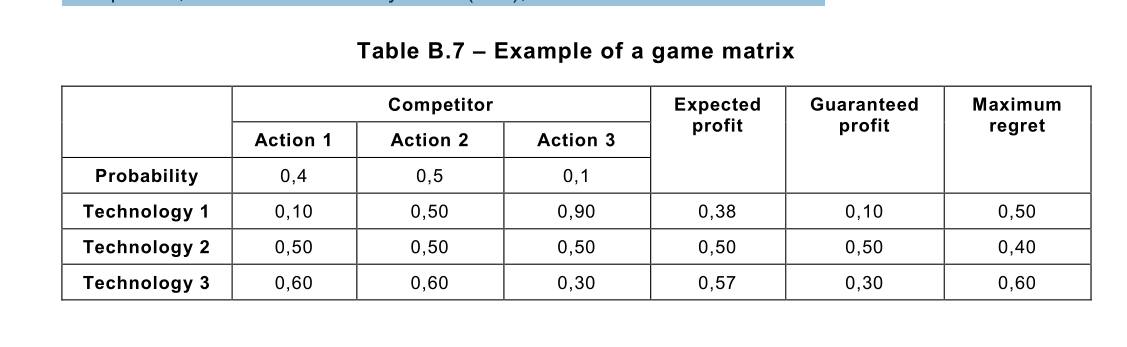 Table B.7 – Example of a game matrix
Competitor Expected profit Guaranteed profit Maximum regret
Action 1 Action 2 Action 3
Probability 0,4 0,5 0,1
Technology 1 0,10 0,50 0,90 0,38 0,10 0,50
Technology 2 0,50 0,50 0,50 0,50 0,50 0,40
Technology 3 0,60 0,60 0,30 0,57 0,30 0,60